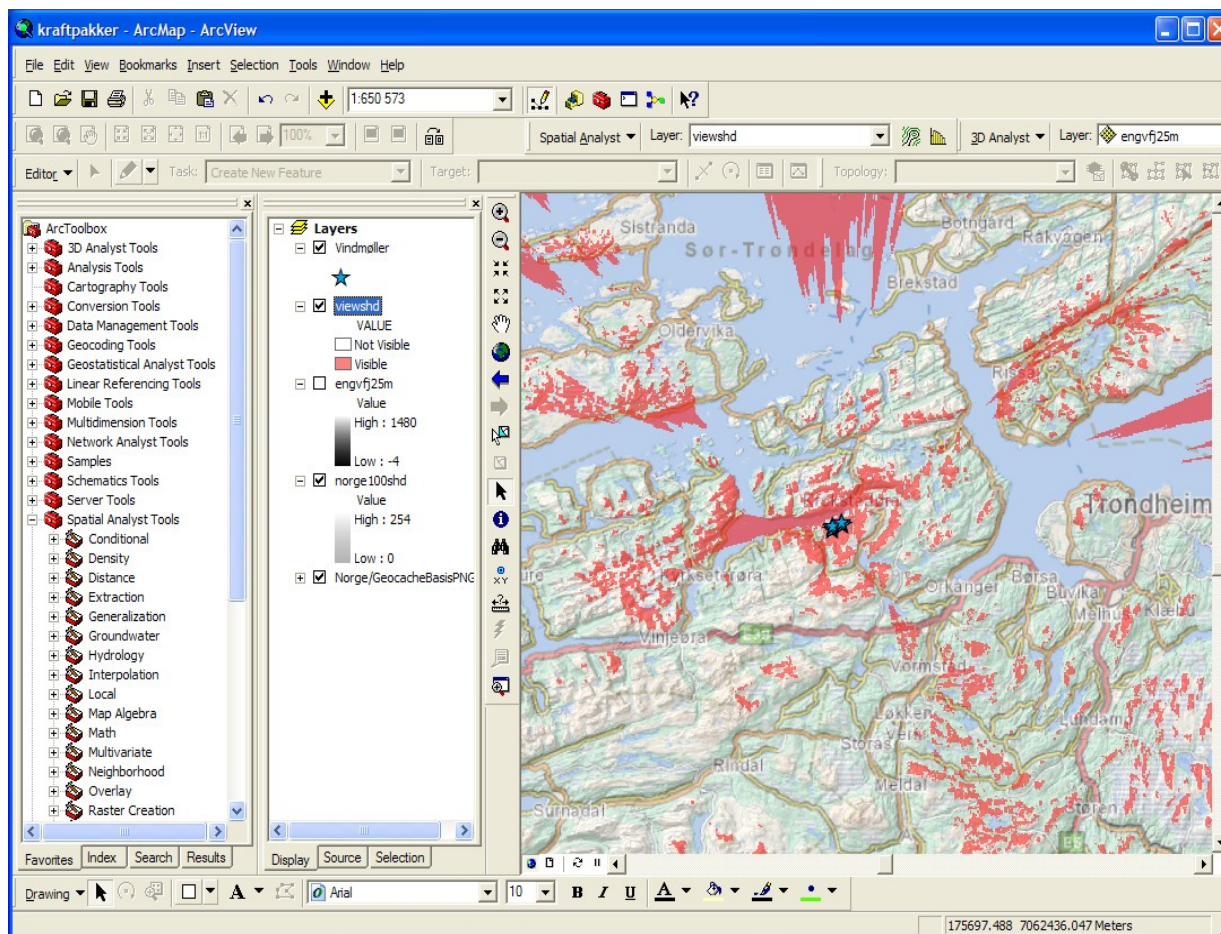 kraftpakker - ArcMap - ArcView
File Edit View Bookmarks Insert Selection Tools Window Help
1:650 573
100%
Spatial Analyst Layer: viewshd
3D Analyst Layer: engvfj25m
Editor Task: Create New Feature Target: Topology:
ArcToolbox
3D Analyst Tools
Analysis Tools
Cartography Tools
Conversion Tools
Data Management Tools
Geocoding Tools
Geostatistical Analyst Tools
Linear Referencing Tools
Mobile Tools
Multidimension Tools
Network Analyst Tools
Samples
Schematics Tools
Server Tools
Spatial Analyst Tools
Conditional
Density
Distance
Extraction
Generalization
Groundwater
Hydrology
Interpolation
Local
Map Algebra
Math
Multivariate
Neighborhood
Overlay
Raster Creation
Favorites Index Search Results
Layers
Vindmøller
viewshd
VALUE
Not Visible
Visible
engvfj25m
Value
High : 1480
Low : -4
norge100shd
Value
High : 254
Low : 0
Norge/GeocacheBasisPNG
Display Source Selection
XY
Sistranda
Botngård
Råkvågen
Sør-Trøndelag
Brekstad
Oldervika
Rissa
Trondheim
Kyrksæterøra
Orkanger
Børsa
Buvika
Melhus
Klæbu
Vinjeøra
Vormstad
Løkken
verk
Lundamo
Storås
Rindal
Meldal
Surnadal
Støren
E6
Drawing A Arial 10 B I U A
175697.488 7062436.047 Meters